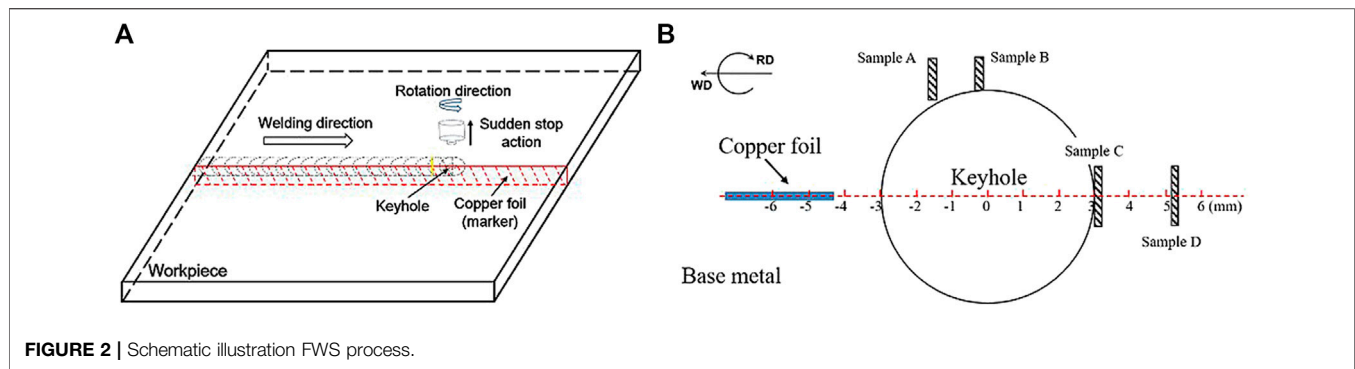 A
Rotation direction
Welding direction
Sudden stop
action
Keyhole
Copper foil
(marker)
Workpiece
B
RD
WD
Sample A
Sample B
Copper foil
Sample C
Keyhole
-6 -5 -4 -3 -2 -1 0 1 2 3 4 5 6 (mm)
Sample D
Base metal
FIGURE 2 | Schematic illustration FWS process.